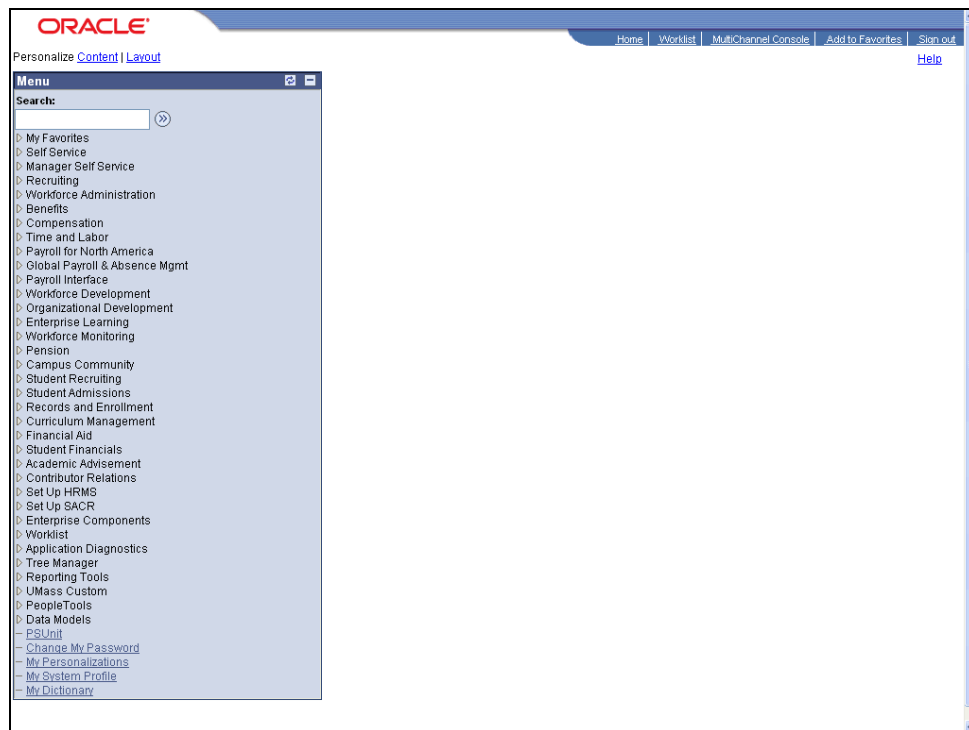 ORACLE
Home | Worklist | MultiChannel Console | Add to Favorites | Sign out
Personalize Content | Layout
Help
Menu
Search:
My Favorites
Self Service
Manager Self Service
Recruiting
Workforce Administration
Benefits
Compensation
Time and Labor
Payroll for North America
Global Payroll & Absence Mgmt
Payroll Interface
Workforce Development
Organizational Development
Enterprise Learning
Workforce Monitoring
Pension
Campus Community
Student Recruiting
Student Admissions
Records and Enrollment
Curriculum Management
Financial Aid
Student Financials
Academic Advisement
Contributor Relations
Set Up HRMS
Set Up SACR
Enterprise Components
Worklist
Application Diagnostics
Tree Manager
Reporting Tools
UMass Custom
PeopleTools
Data Models
PSUnit
Change My Password
My Personalizations
My System Profile
My Dictionary